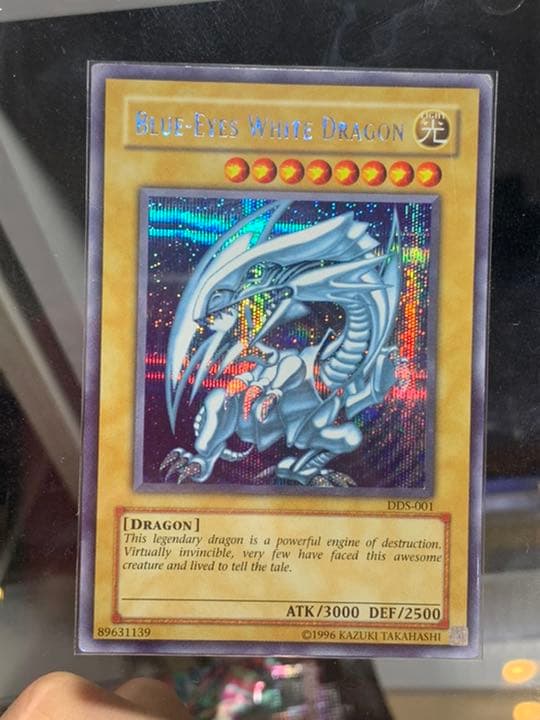 BLUE-EYES WHITE DRAGON
LIGHT
光
DDS-001
[DRAGON]
This legendary dragon is a powerful engine of destruction.
Virtually invincible, very few have faced this awesome
creature and lived to tell the tale.
ATK/3000 DEF/2500
89631139
©1996 KAZUKI TAKAHASHI